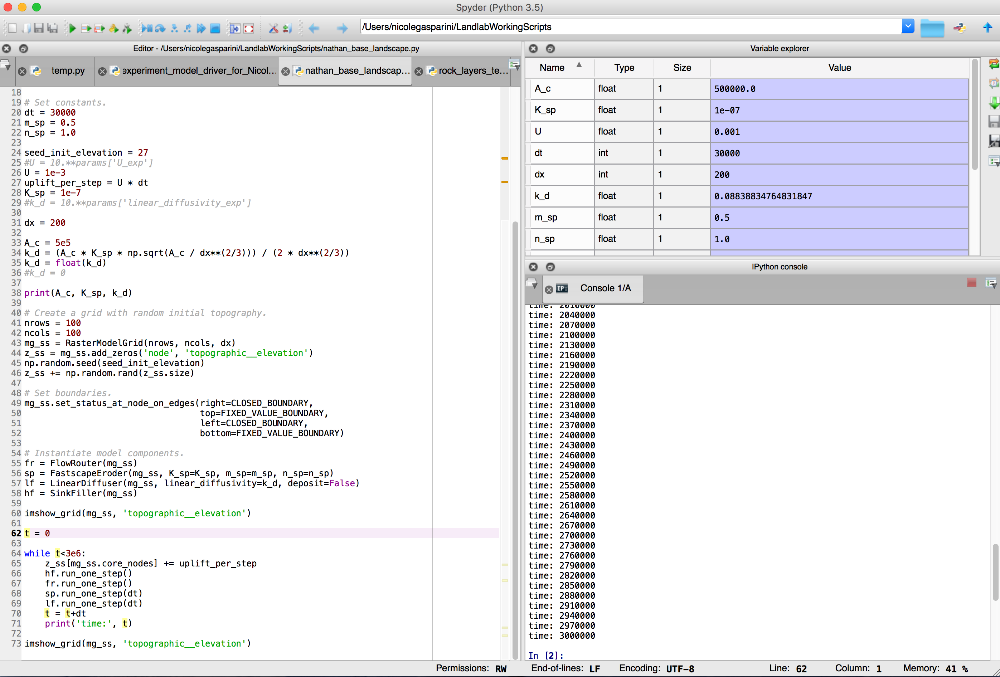 Spyder (Python 3.5)
/Users/nicolegasparini/LandlabWorkingScripts
Editor - /Users/nicolegasparini/LandlabWorkingScripts/nathan_base_landscape.py
temp.py
experiment_model_driver_for_Nicol...
nathan_base_landscap...
rock_layers_te...
18
19 # Set constants.
20 dt = 30000
21 m_sp = 0.5
22 n_sp = 1.0
23
24 seed_init_elevation = 27
25 #U = 10.**params['U_exp']
26 U = 1e-3
27 uplift_per_step = U * dt
28 K_sp = 1e-7
29 #k_d = 10.**params['linear_diffusivity_exp']
30
31 dx = 200
32
33 A_c = 5e5
34 k_d = (A_c * K_sp * np.sqrt(A_c / dx**(2/3))) / (2 * dx**(2/3))
35 k_d = float(k_d)
36 #k_d = 0
37
38 print(A_c, K_sp, k_d)
39
40 # Create a grid with random initial topography.
41 nrows = 100
42 ncols = 100
43 mg_ss = RasterModelGrid(nrows, ncols, dx)
44 z_ss = mg_ss.add_zeros('node', 'topographic__elevation')
45 np.random.seed(seed_init_elevation)
46 z_ss += np.random.rand(z_ss.size)
47
48 # Set boundaries.
49 mg_ss.set_status_at_node_on_edges(right=CLOSED_BOUNDARY,
50 top=FIXED_VALUE_BOUNDARY,
51 left=CLOSED_BOUNDARY,
52 bottom=FIXED_VALUE_BOUNDARY)
53
54 # Instantiate model components.
55 fr = FlowRouter(mg_ss)
56 sp = FastscapeEroder(mg_ss, K_sp=K_sp, m_sp=m_sp, n_sp=n_sp)
57 lf = LinearDiffuser(mg_ss, linear_diffusivity=k_d, deposit=False)
58 hf = SinkFiller(mg_ss)
59
60 imshow_grid(mg_ss, 'topographic__elevation')
61
62 t = 0
63
64 while t<3e6:
65 z_ss[mg_ss.core_nodes] += uplift_per_step
66 hf.run_one_step()
67 fr.run_one_step()
68 sp.run_one_step(dt)
69 lf.run_one_step(dt)
70 t = t+dt
71 print('time:', t)
72
73 imshow_grid(mg_ss, 'topographic__elevation')
Variable explorer
Name Type Size Value
A_c float 1 500000.0
K_sp float 1 1e-07
U float 1 0.001
dt int 1 30000
dx int 1 200
k_d float 1 0.08838834764831847
m_sp float 1 0.5
n_sp float 1 1.0
IPython console
IP: Console 1/A
time: 2010000
time: 2040000
time: 2070000
time: 2100000
time: 2130000
time: 2160000
time: 2190000
time: 2220000
time: 2250000
time: 2280000
time: 2310000
time: 2340000
time: 2370000
time: 2400000
time: 2430000
time: 2460000
time: 2490000
time: 2520000
time: 2550000
time: 2580000
time: 2610000
time: 2640000
time: 2670000
time: 2700000
time: 2730000
time: 2760000
time: 2790000
time: 2820000
time: 2850000
time: 2880000
time: 2910000
time: 2940000
time: 2970000
time: 3000000
In [2]:
Permissions: RW End-of-lines: LF Encoding: UTF-8 Line: 62 Column: 1 Memory: 41 %